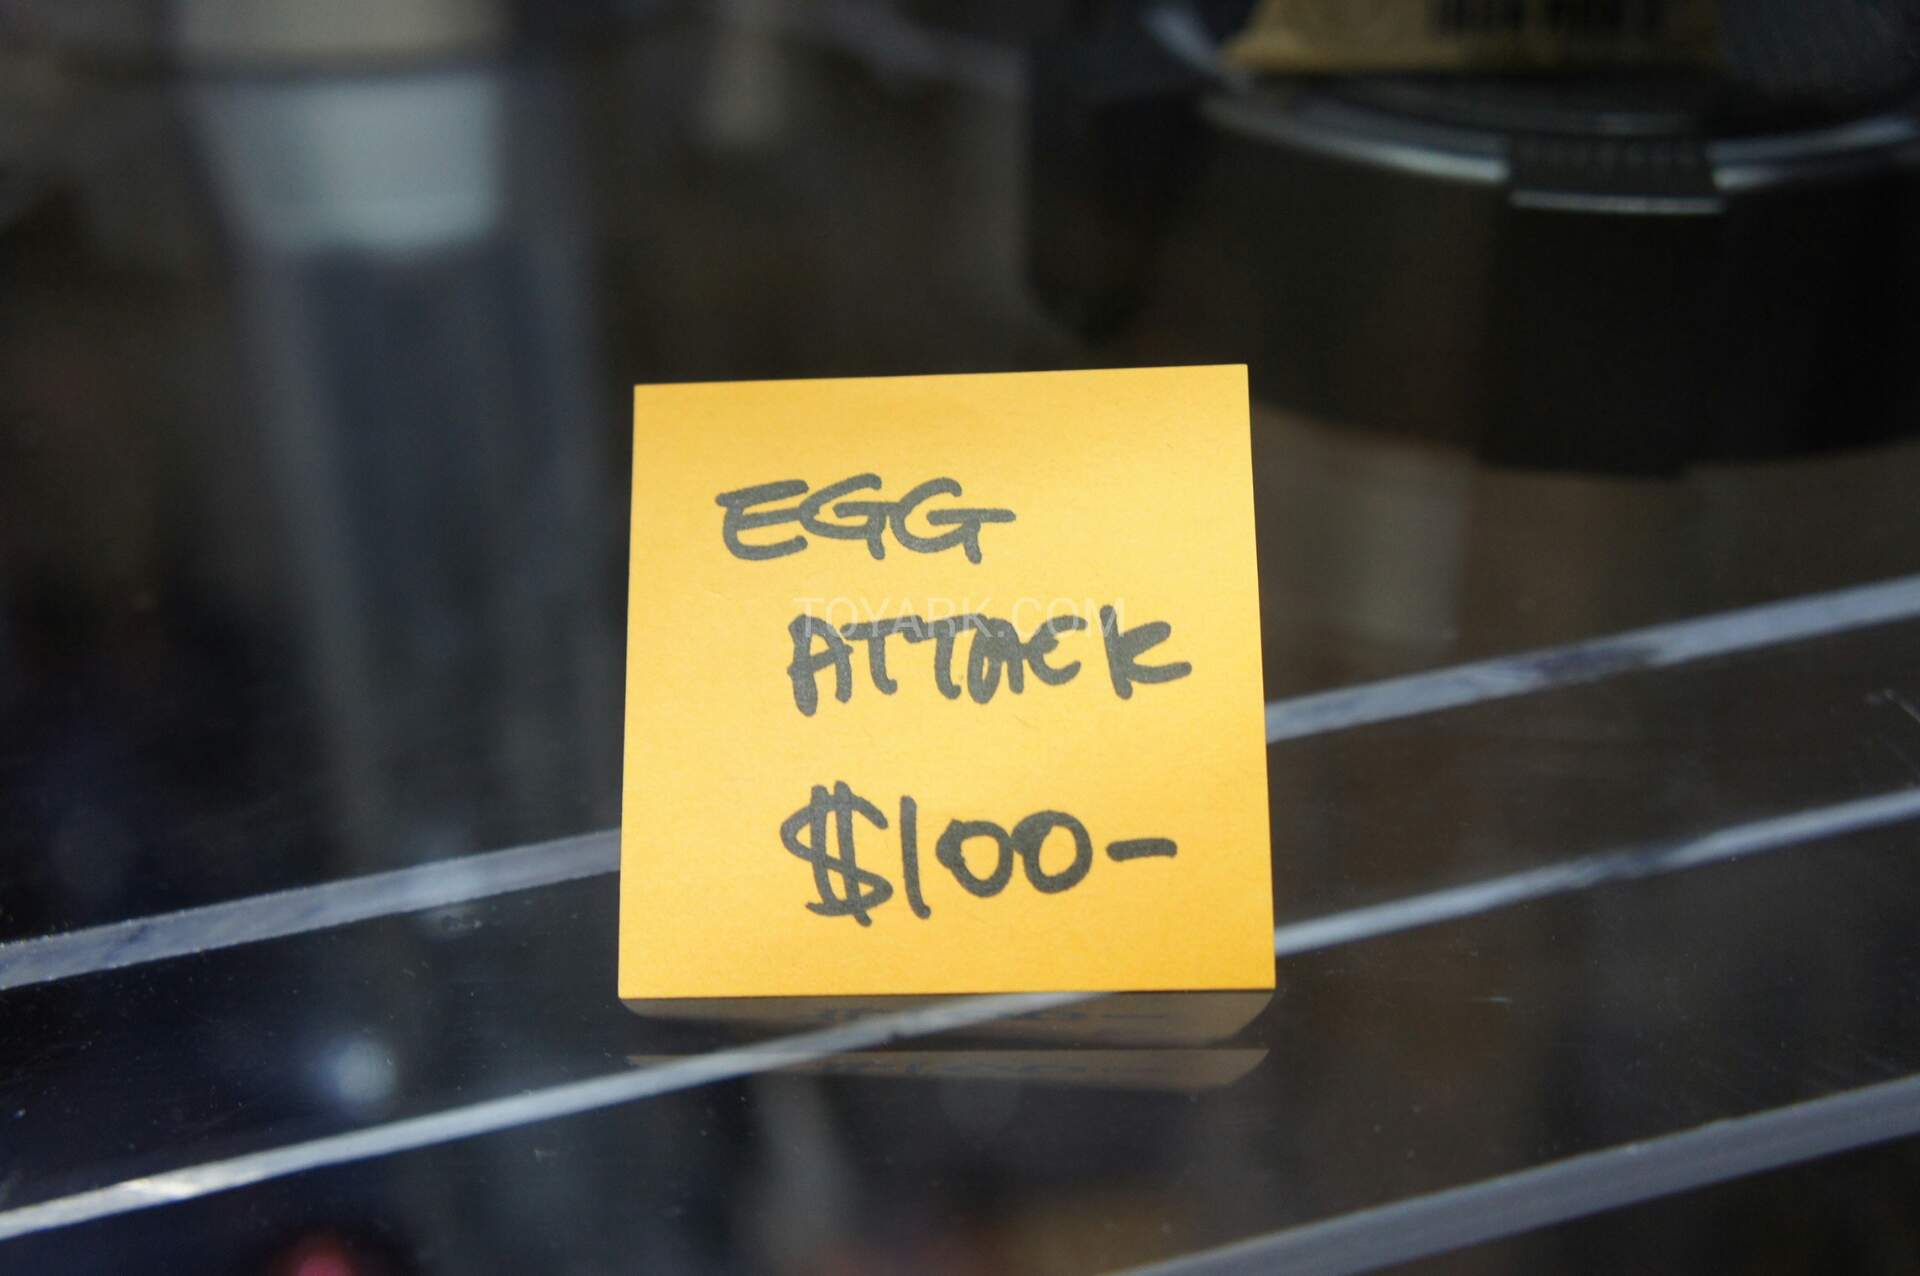 EGG
TOYARK.COM
ATTACK
$100-